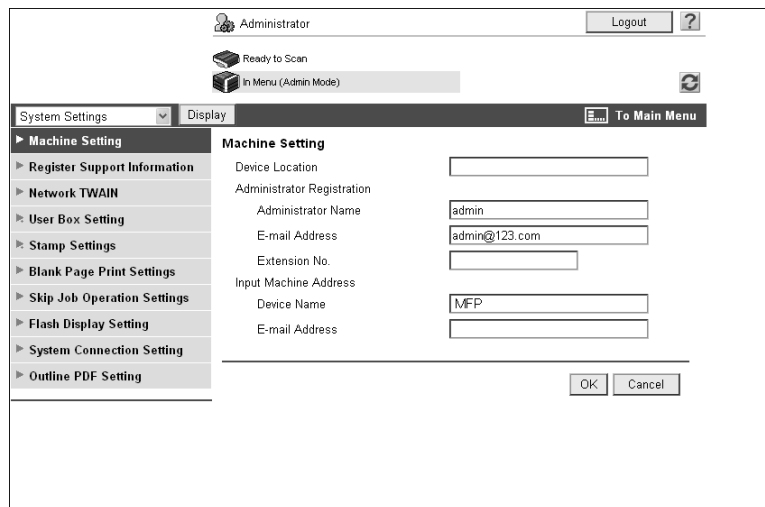 Administrator
Logout
?
Ready to Scan
In Menu (Admin Mode)
System Settings
Display
To Main Menu
Machine Setting
Register Support Information
Network TWAIN
User Box Setting
Stamp Settings
Blank Page Print Settings
Skip Job Operation Settings
Flash Display Setting
System Connection Setting
Outline PDF Setting
Machine Setting
Device Location
Administrator Registration
Administrator Name admin
E-mail Address admin@123.com
Extension No.
Input Machine Address
Device Name MFP
E-mail Address
OK Cancel